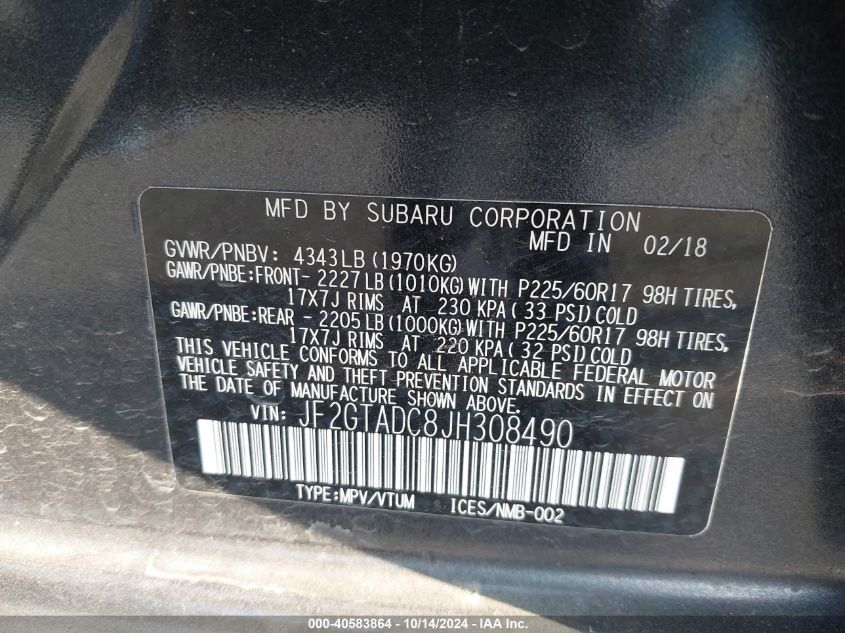 MFD BY SUBARU CORPORATION
MFD IN 02/18
GVWR/PNBV: 4343LB (1970KG)
GAWR/PNBE:FRONT- 2227LB (1010KG) WITH P225/60R17 98H TIRES,
17X7J RIMS AT 230 KPA ( 33 PSI) COLD
GAWR/PNBE:REAR - 2205LB (1000KG) WITH P225/60R17 98H TIRES,
17X7J RIMS AT 220 KPA ( 32 PSI) COLD
THIS VEHICLE CONFORMS TO ALL APPLICABLE FEDERAL MOTOR
VEHICLE SAFETY AND THEFT PREVENTION STANDARDS IN EFFECT ON
THE DATE OF MANUFACTURE SHOWN ABOVE.
VIN: JF2GTADC8JH308490
TYPE:MPV/VTUM ICES/NMB-002
000-40583864 - 10/14/2024 - IAA Inc.